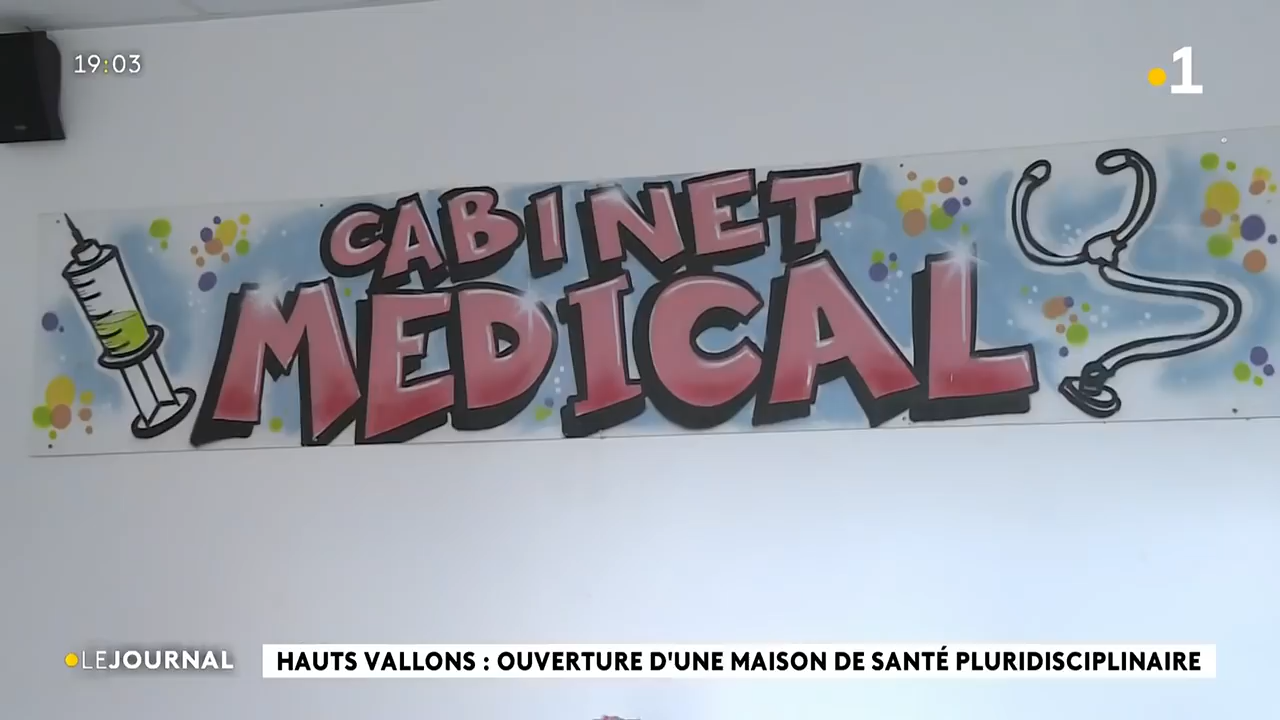 19:03
1
CABINET
MEDICAL
LEJOURNAL
HAUTS VALLONS : OUVERTURE D'UNE MAISON DE SANTÉ PLURIDISCIPLINAIRE